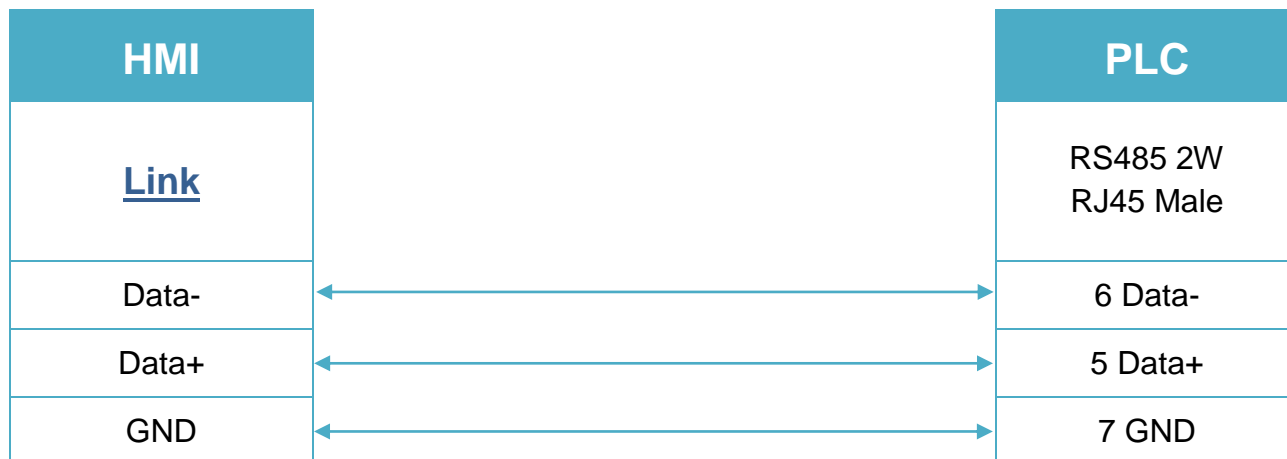 HMI
PLC
Link
RS485 2W
RJ45 Male
Data-
6 Data-
Data+
5 Data+
GND
7 GND